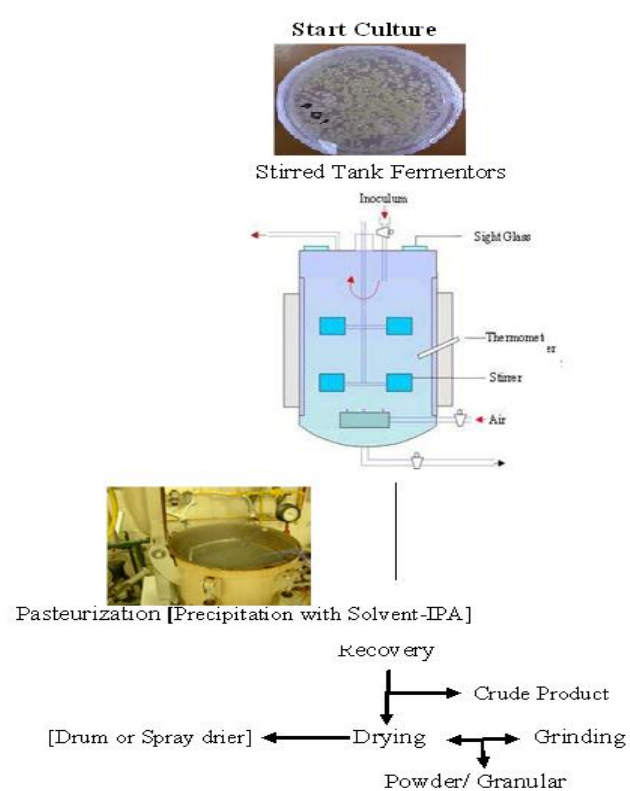 Start Culture
Stirred Tank Fermentors
Inoculum
Sight Glass
Thermomet
er
Stirrer
Air
Pasteurization [Precipitation with Solvent-IPA]
Recovery
Crude Product
[Drum or Spray drier] Drying Grinding
Powder/ Granular